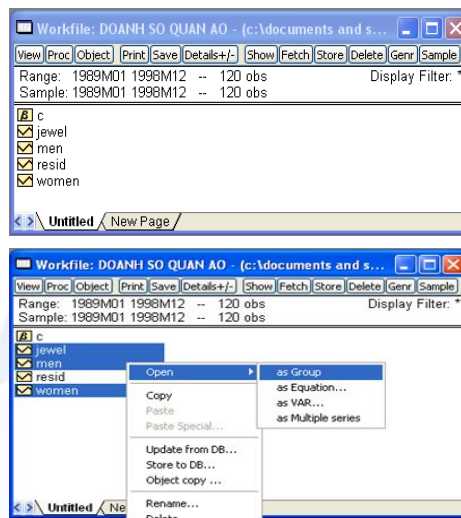 Workfile: DOANH SO QUAN AO - (c:\documents and s...
View Proc Object Print Save Details+/- Show Fetch Store Delete Genr Sample
Range: 1989M01 1998M12 -- 120 obs Display Filter: *
Sample: 1989M01 1998M12 -- 120 obs
B c
jewel
men
resid
women
Untitled New Page
Workfile: DOANH SO QUAN AO - (c:\documents and s...
View Proc Object Print Save Details+/- Show Fetch Store Delete Genr Sample
Range: 1989M01 1998M12 -- 120 obs Display Filter: *
Sample: 1989M01 1998M12 -- 120 obs
B c
jewel
men
resid
women
Open
as Group
as Equation...
as VAR...
as Multiple series
Copy
Paste
Paste Special...
Update from DB...
Store to DB...
Object copy ...
Rename...
Delete
Untitled Ne